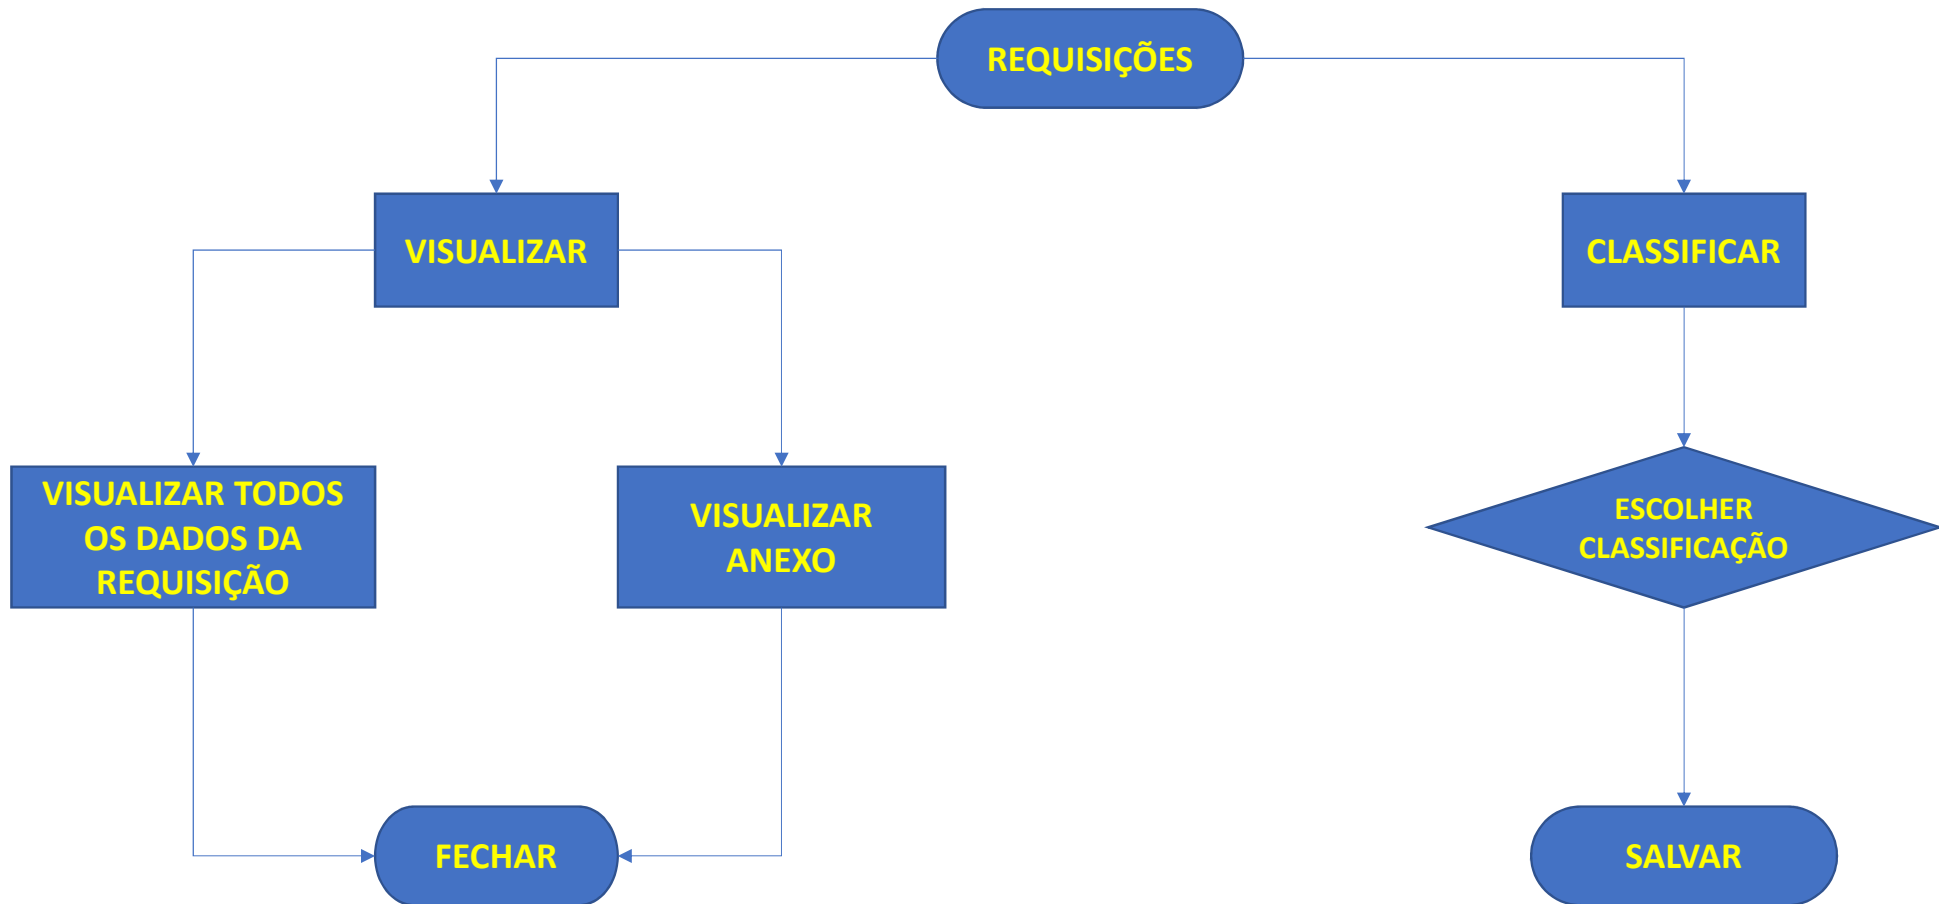 REQUISIÇÕES
VISUALIZAR
CLASSIFICAR
VISUALIZAR TODOS
OS DADOS DA
REQUISIÇÃO
VISUALIZAR
ANEXO
ESCOLHER
CLASSIFICAÇÃO
FECHAR
SALVAR